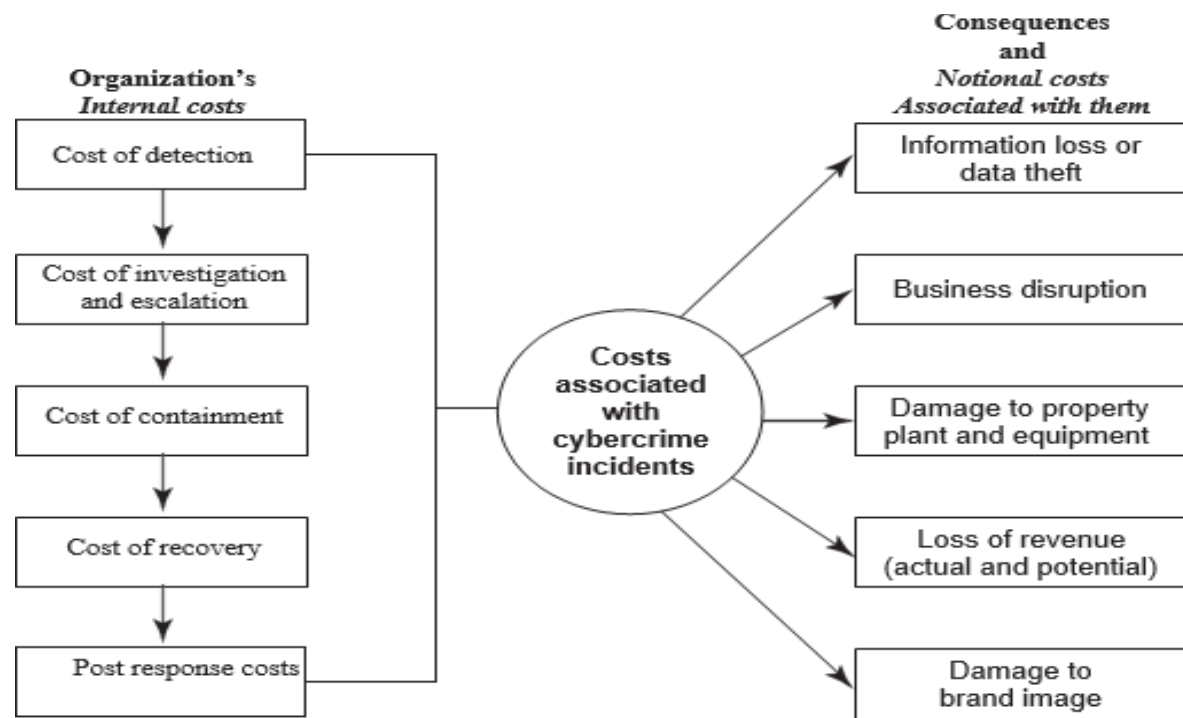 Organization's
Internal costs
Cost of detection
Cost of investigation
and escalation
Cost of containment
Cost of recovery
Post response costs
Costs
associated
with
cybercrime
incidents
Consequences
and
Notional costs
Associated with them
Information loss or
data theft
Business disruption
Damage to property
plant and equipment
Loss of revenue
(actual and potential)
Damage to
brand image